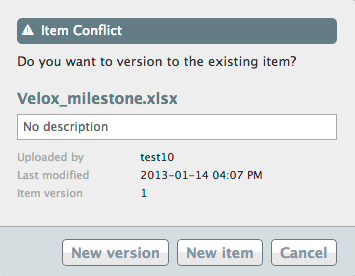 Item Conflict
Do you want to version to the existing item?
Velox_milestone.xlsx
No description
Uploaded by test10
Last modified 2013-01-14 04:07 PM
Item version 1
New version New item Cancel